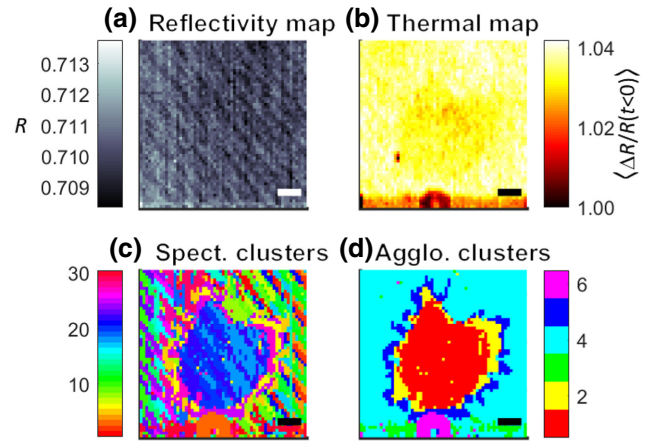 (a) Reflectivity map
0.713
0.712
0.711
0.710
0.709
R
(b) Thermal map
1.04
1.02
1.00
⟨ΔR/R(t<0)⟩
(c) Spect. clusters
30
20
10
(d) Agglo. clusters
6
4
2